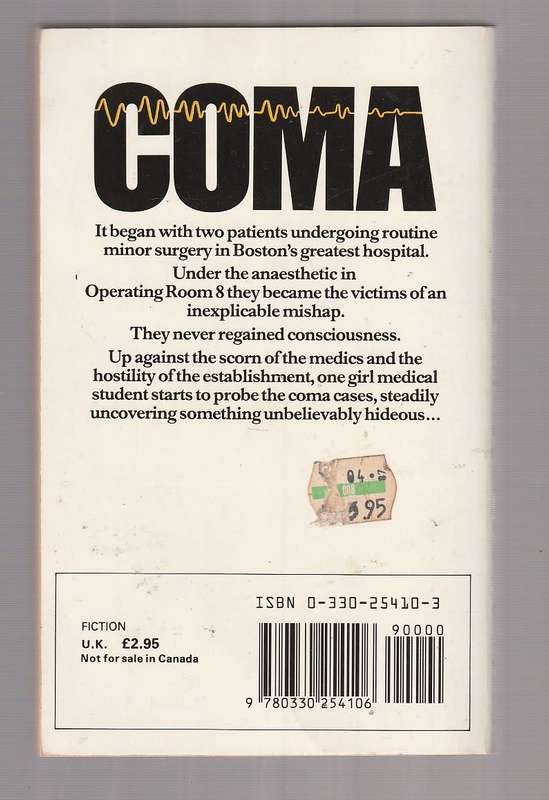 COMA
It began with two patients undergoing routine
minor surgery in Boston's greatest hospital.
Under the anaesthetic in
Operating Room 8 they became the victims of an
inexplicable mishap.
They never regained consciousness.
Up against the scorn of the medics and the
hostility of the establishment, one girl medical
student starts to probe the coma cases, steadily
uncovering something unbelievably hideous...
04 • 87
5.95
ISBN 0-330-25410-3
FICTION
U.K. £2.95
Not for sale in Canada
90000
9 780330 254106